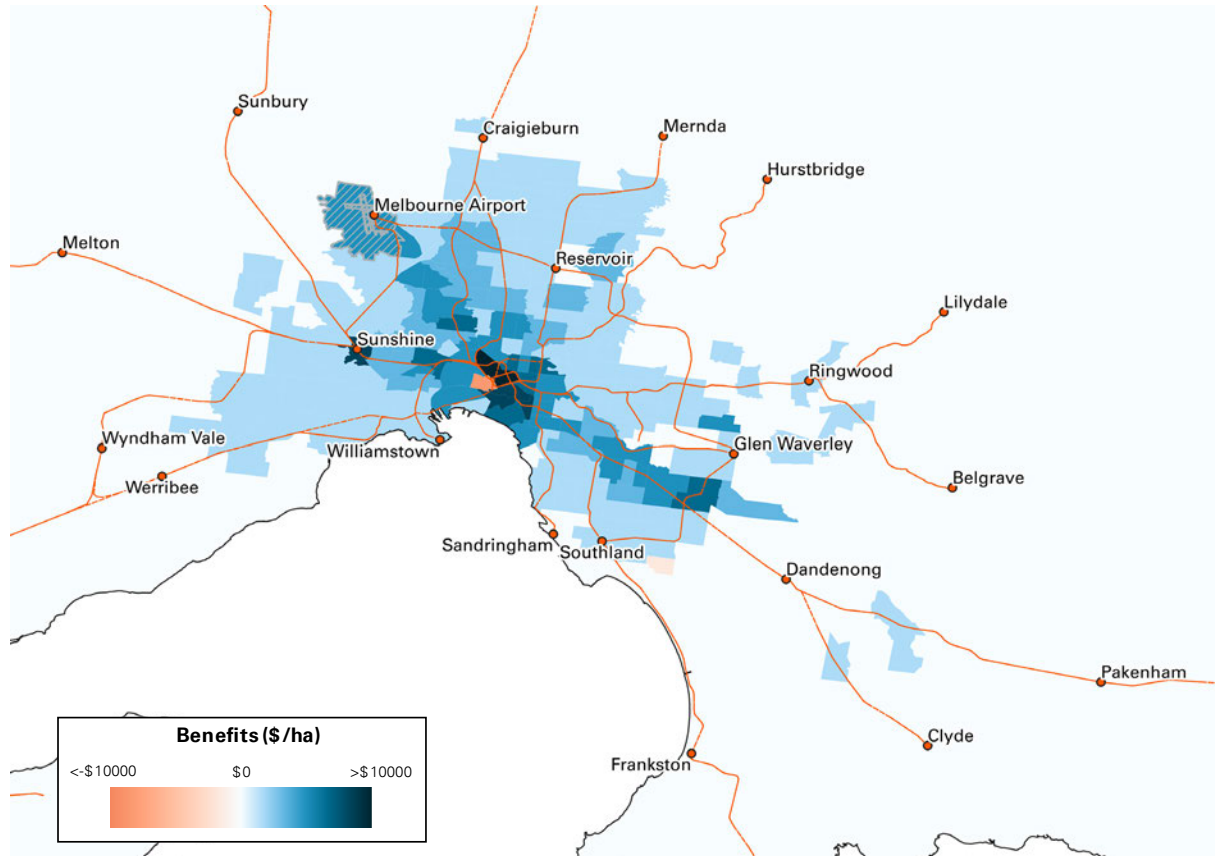 Sunbury
Craigieburn
Mernda
Hurstbridge
Melbourne Airport
Melton
Reservoir
Lilydale
Sunshine
Ringwood
Wyndham Vale
Williamstown
Glen Waverley
Werribee
Belgrave
Sandringham
Southland
Dandenong
Pakenham
Clyde
Frankston
Benefits ($/ha)
<-$10000 $0 >$10000